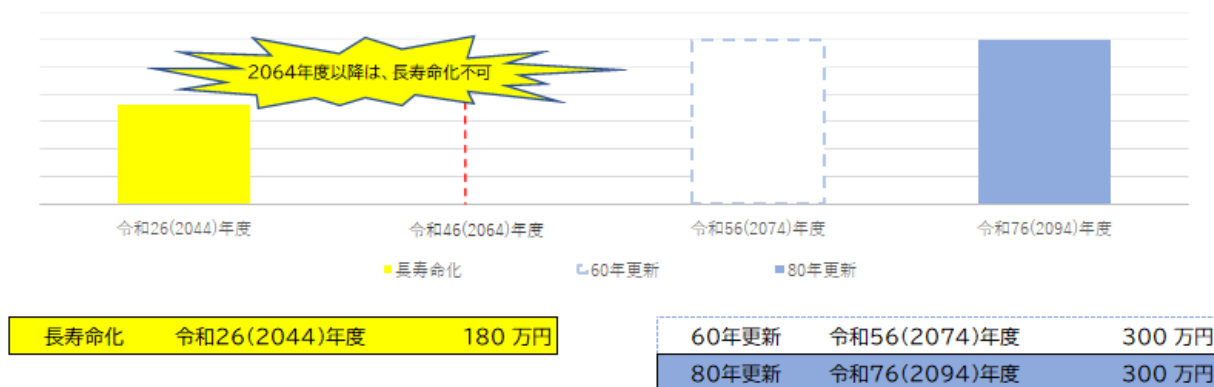 2064年度以降は、長寿命化不可
令和26(2044)年度 令和46(2064)年度 令和56(2074)年度 令和76(2094)年度
長寿命化 60年更新 80年更新
長寿命化 令和26(2044)年度 180 万円
60年更新 令和56(2074)年度 300 万円
80年更新 令和76(2094)年度 300 万円